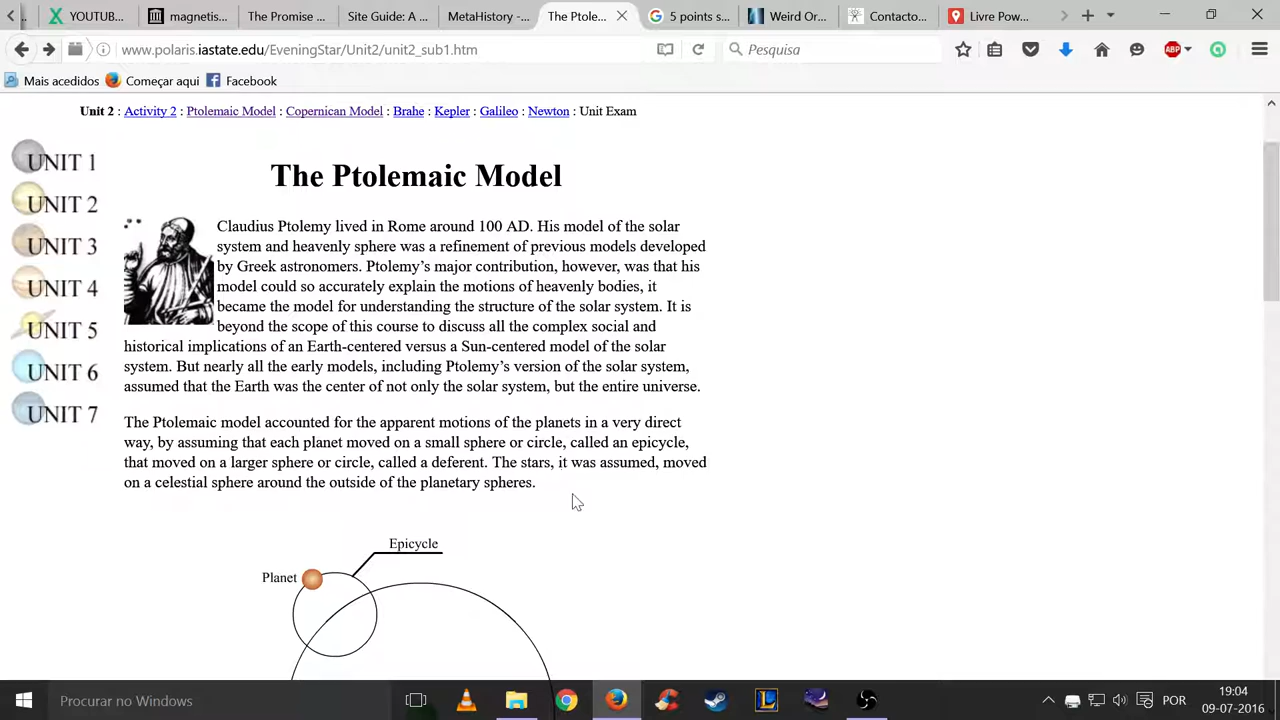 YOUTUB...
magnetis...
The Promise ...
Site Guide: A ...
MetaHistory -...
The Ptole...
5 points s...
Weird Or...
Contacto...
Livre Pow...
www.polaris.iastate.edu/EveningStar/Unit2/unit2_sub1.htm
Pesquisa
ABP
Mais acedidos
Começar aqui
Facebook
Unit 2 : Activity 2 : Ptolemaic Model : Copernican Model : Brahe : Kepler : Galileo : Newton : Unit Exam
UNIT 1
UNIT 2
UNIT 3
UNIT 4
UNIT 5
UNIT 6
UNIT 7
The Ptolemaic Model
Claudius Ptolemy lived in Rome around 100 AD. His model of the solar
system and heavenly sphere was a refinement of previous models developed
by Greek astronomers. Ptolemy’s major contribution, however, was that his
model could so accurately explain the motions of heavenly bodies, it
became the model for understanding the structure of the solar system. It is
beyond the scope of this course to discuss all the complex social and
historical implications of an Earth-centered versus a Sun-centered model of the solar
system. But nearly all the early models, including Ptolemy’s version of the solar system,
assumed that the Earth was the center of not only the solar system, but the entire universe.
The Ptolemaic model accounted for the apparent motions of the planets in a very direct
way, by assuming that each planet moved on a small sphere or circle, called an epicycle,
that moved on a larger sphere or circle, called a deferent. The stars, it was assumed, moved
on a celestial sphere around the outside of the planetary spheres.
Epicycle
Planet
Procurar no Windows
POR
19:04
09-07-2016